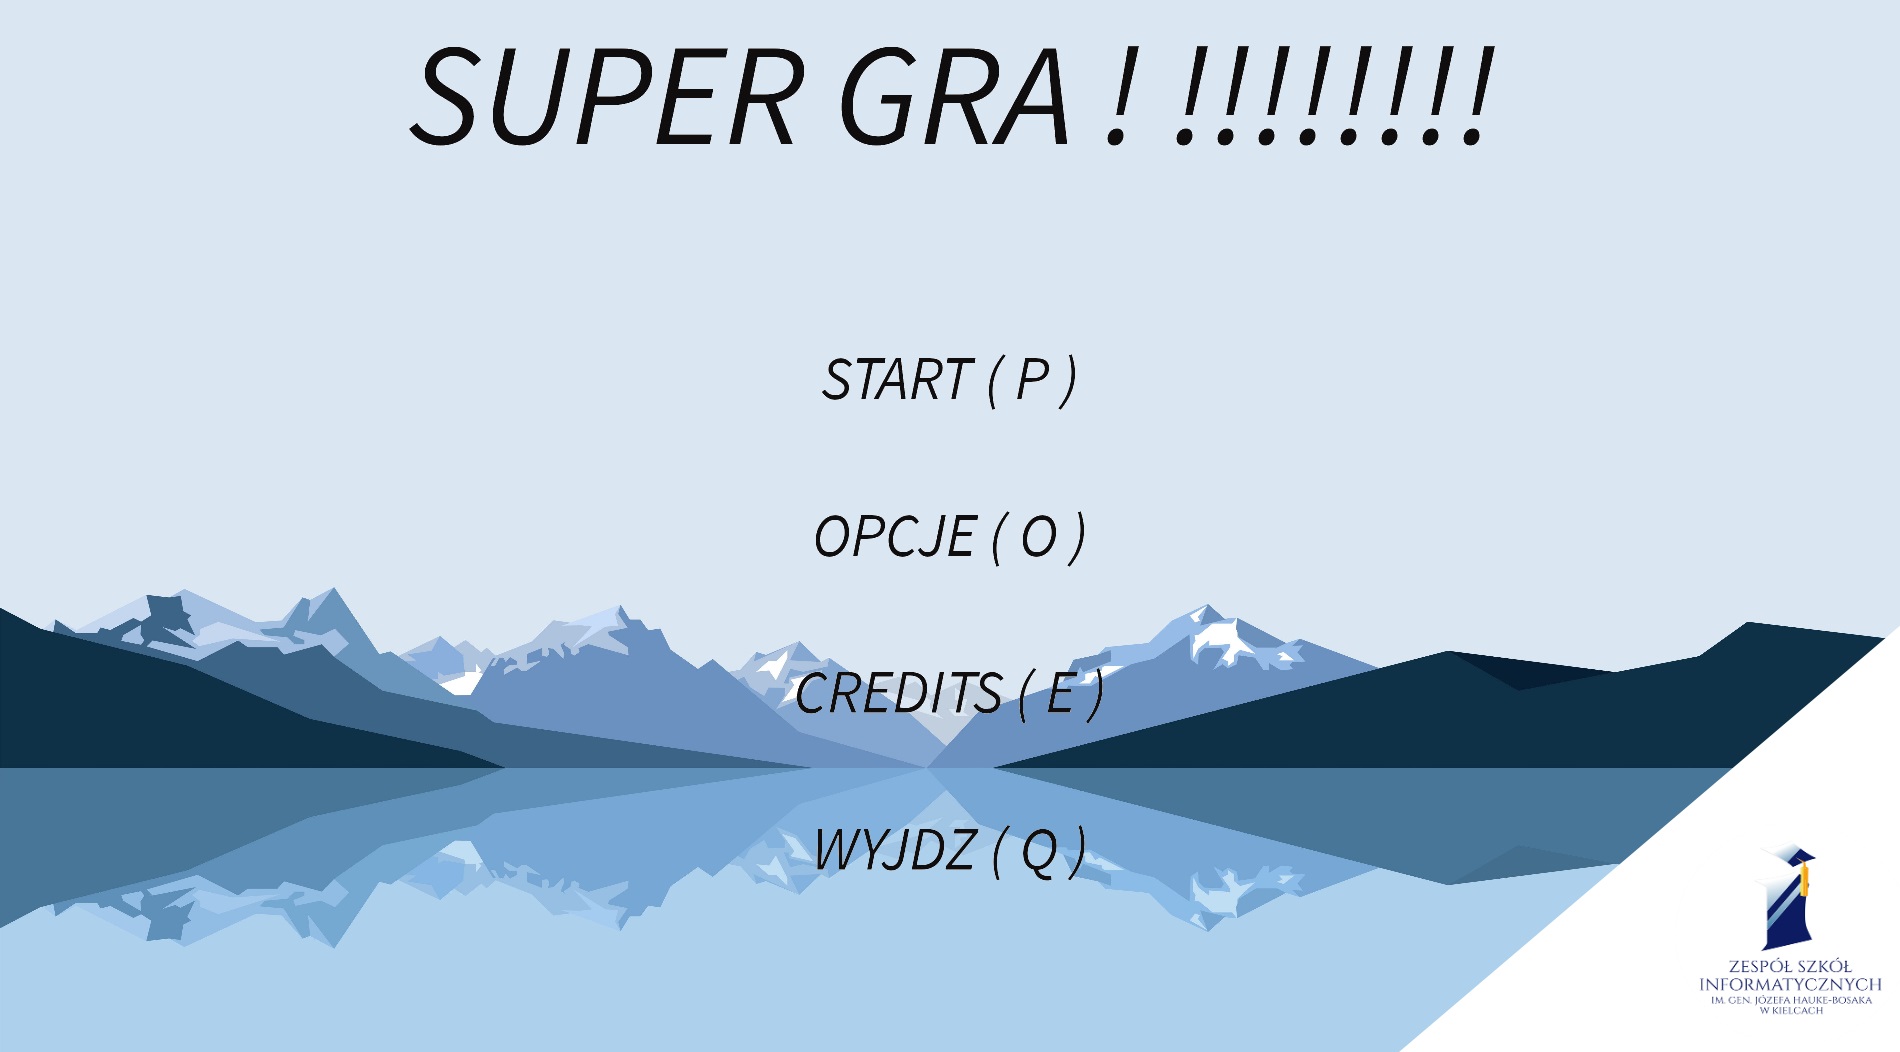 SUPER GRA ! !!!!!!!!
START ( P )
OPCJE ( O )
CREDITS ( E )
WYJDZ ( Q )
ZESPÓŁ SZKÓŁ
INFORMATYCZNYCH
IM. GEN. JÓZEFA HAUKE-BOSAKA
W KIELCACH